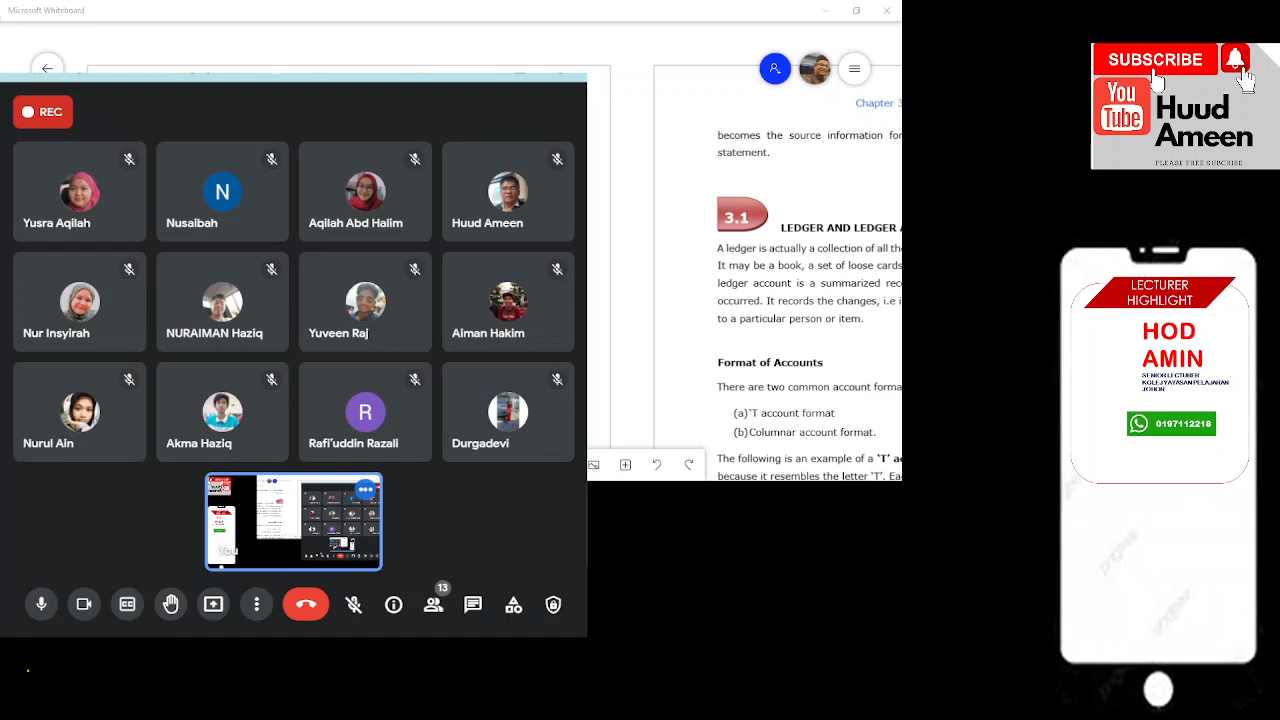 Microsoft Whiteboard
REC
Yusra Aqilah
N
Nusaibah
Aqilah Abd Halim
Huud Ameen
Nur Insyirah
NURAIMAN Haziq
Yuveen Raj
Aiman Hakim
Nurul Ain
Akma Haziq
R
Rafi'uddin Razali
Durgadevi
You
13
Chapter 3
becomes the source information for
statement.
3.1
LEDGER AND LEDGER A
A ledger is actually a collection of all the
It may be a book, a set of loose cards
ledger account is a summarized rec
occurred. It records the changes, i.e i
to a particular person or item.
Format of Accounts
There are two common account forma
(a)'T account format
(b)Columnar account format.
The following is an example of a 'T' a
because it resembles the letter 'T'. Ea
SUBSCRIBE
You
Tube
Huud
Ameen
PLEASE FREE SUBCRIBE
LECTURER
HIGHLIGHT
HOD
AMIN
SENIOR LECTURER
KOLEJ YAYASAN PELAJARAN
JOHOR
0197112218